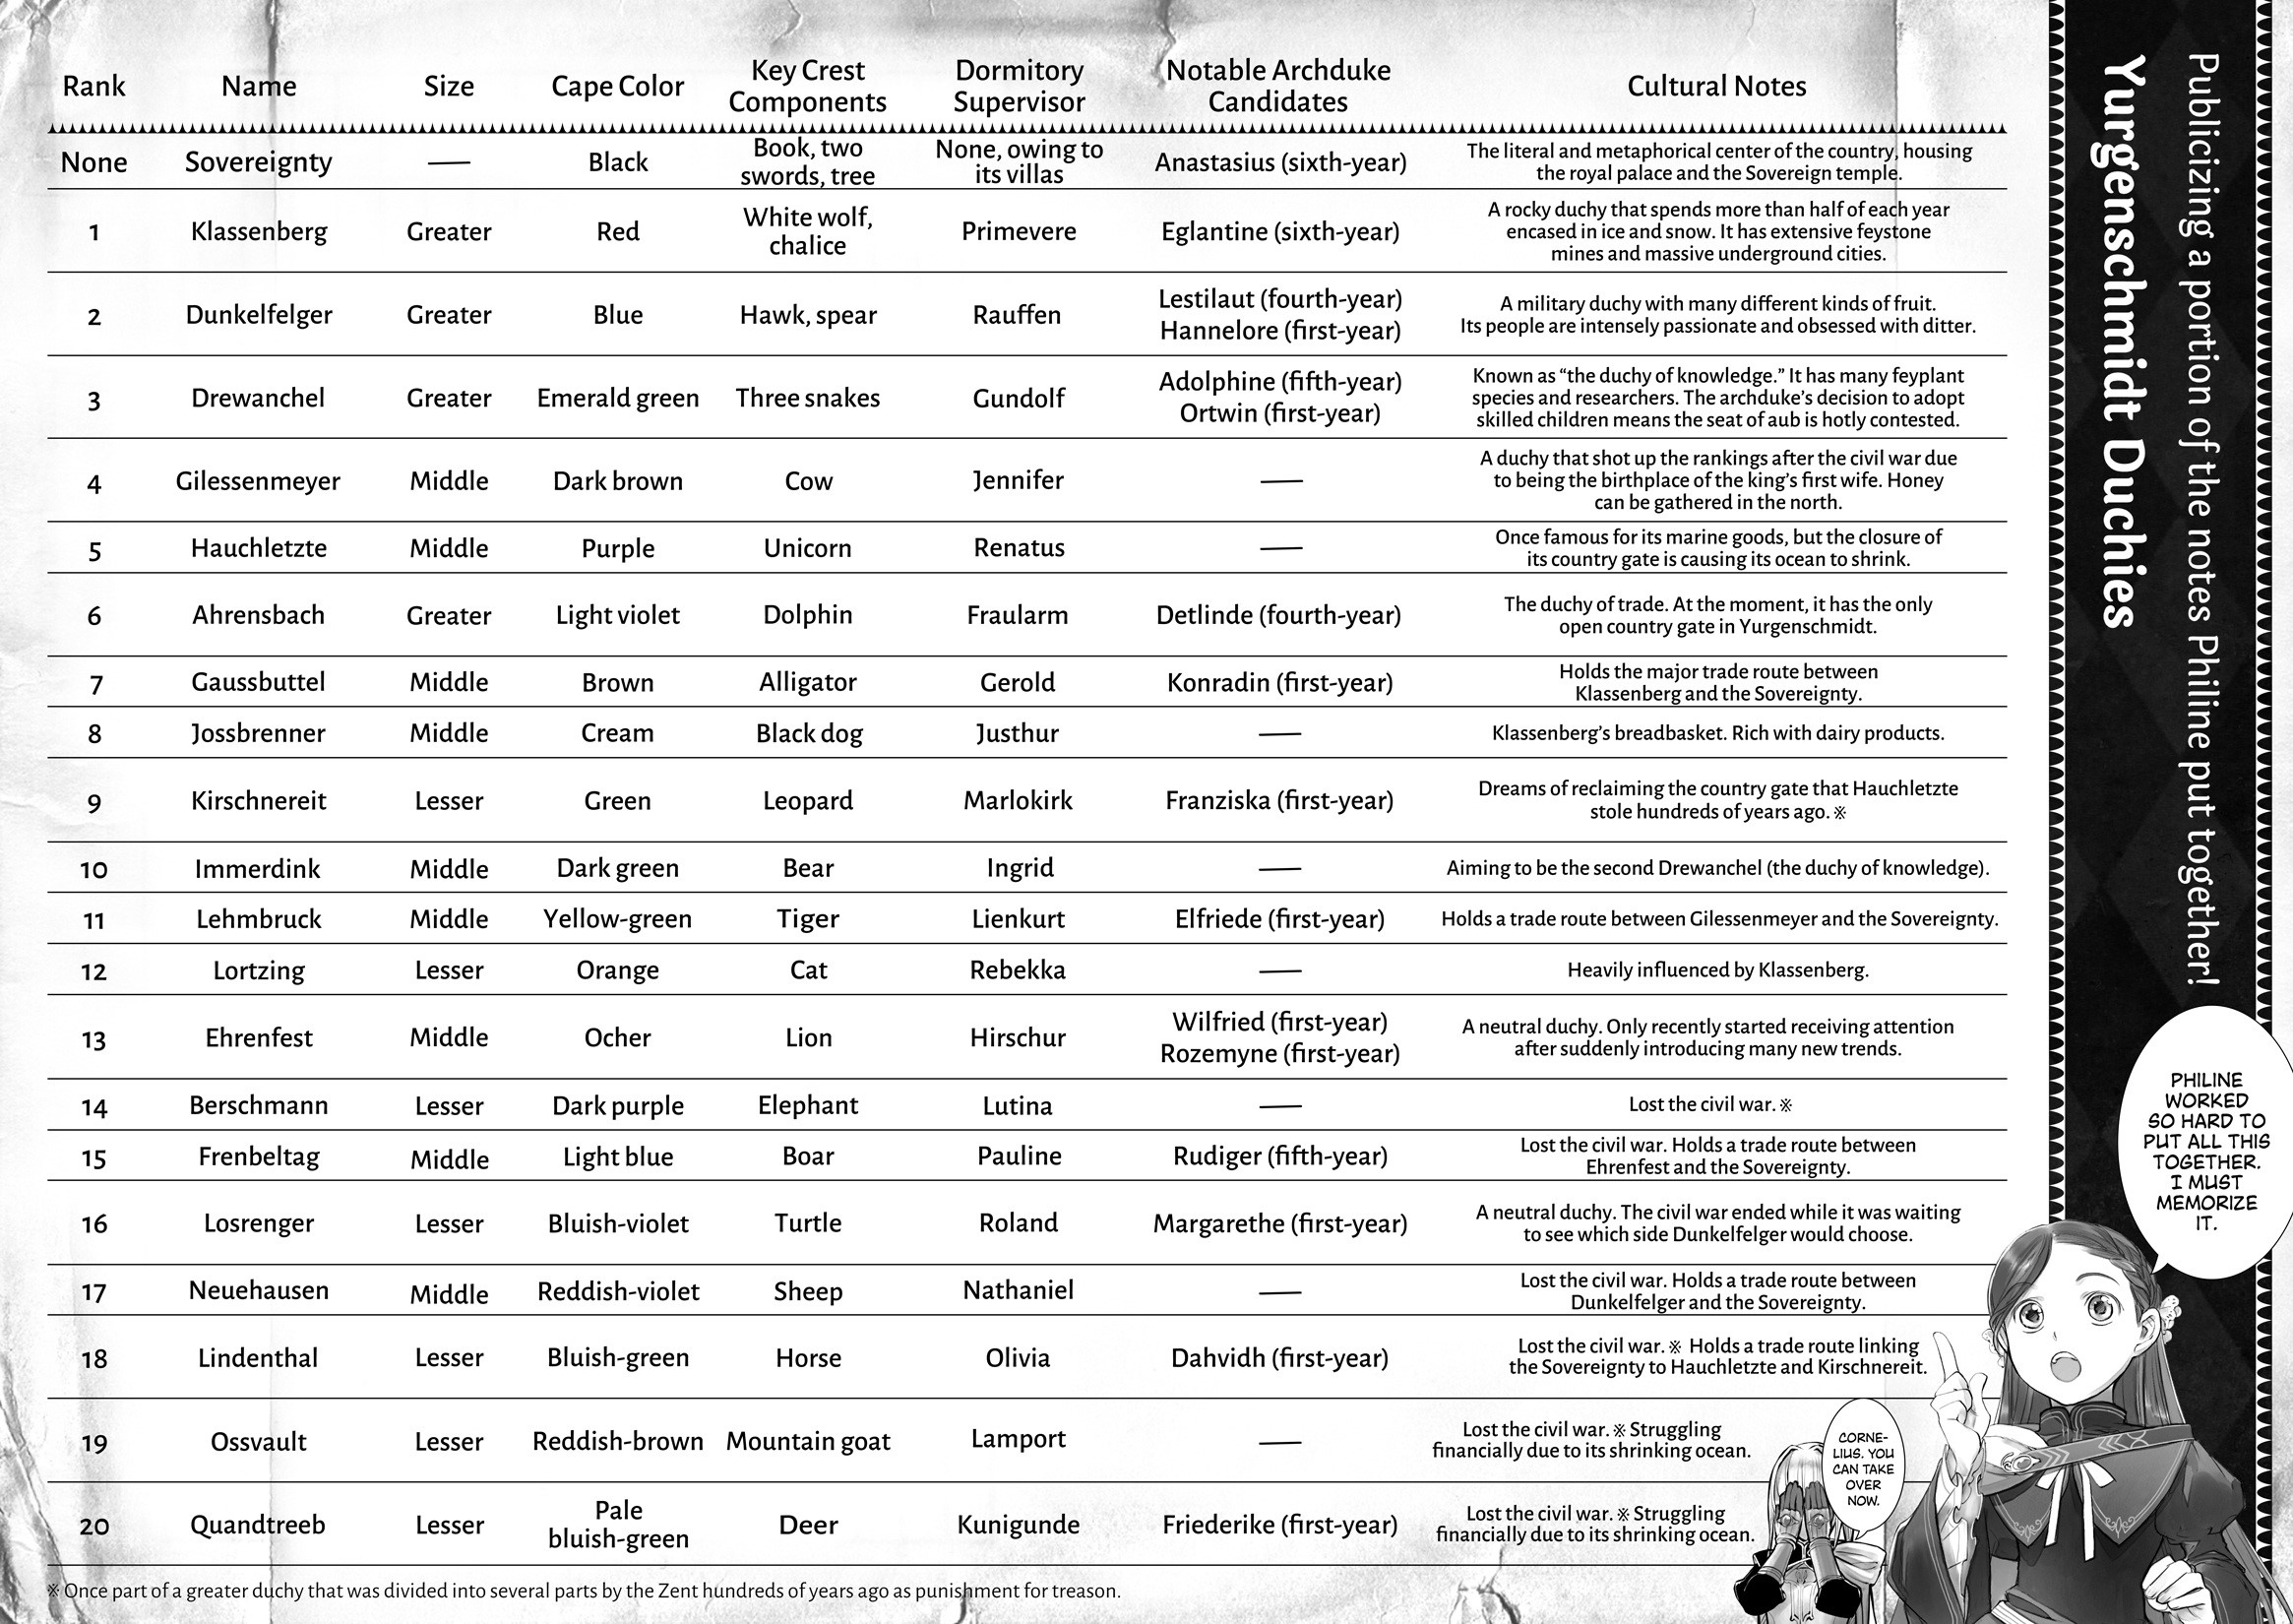 Publicizing a portion of the notes Philine put together!
Yurgenschmidt Duchies
Rank Name Size Cape Color Key Crest Components Dormitory Supervisor Notable Archduke Candidates Cultural Notes
None Sovereignty — Black Book, two swords, tree None, owing to its villas Anastasius (sixth-year) The literal and metaphorical center of the country, housing the royal palace and the Sovereign temple.
1 Klassenberg Greater Red White wolf, chalice Primevere Eglantine (sixth-year) A rocky duchy that spends more than half of each year encased in ice and snow. It has extensive feystone mines and massive underground cities.
2 Dunkelfelger Greater Blue Hawk, spear Rauffen Lestilaut (fourth-year) Hannelore (first-year) A military duchy with many different kinds of fruit. Its people are intensely passionate and obsessed with ditter.
3 Drewanchel Greater Emerald green Three snakes Gundolf Adolphine (fifth-year) Ortwin (first-year) Known as “the duchy of knowledge.” It has many feyplant species and researchers. The archduke’s decision to adopt skilled children means the seat of aub is hotly contested.
4 Gilessenmeyer Middle Dark brown Cow Jennifer — A duchy that shot up the rankings after the civil war due to being the birthplace of the king’s first wife. Honey can be gathered in the north.
5 Hauchletzte Middle Purple Unicorn Renatus — Once famous for its marine goods, but the closure of its country gate is causing its ocean to shrink.
6 Ahrensbach Greater Light violet Dolphin Fraularm Detlinde (fourth-year) The duchy of trade. At the moment, it has the only open country gate in Yurgenschmidt.
7 Gaussbuttel Middle Brown Alligator Gerold Konradin (first-year) Holds the major trade route between Klassenberg and the Sovereignty.
8 Jossbrenner Middle Cream Black dog Justhur — Klassenberg’s breadbasket. Rich with dairy products.
9 Kirschnereit Lesser Green Leopard Marlokirk Franziska (first-year) Dreams of reclaiming the country gate that Hauchletzte stole hundreds of years ago. ※
10 Immerdink Middle Dark green Bear Ingrid — Aiming to be the second Drewanchel (the duchy of knowledge).
11 Lehmbruck Middle Yellow-green Tiger Lienkurt Elfriede (first-year) Holds a trade route between Gilessenmeyer and the Sovereignty.
12 Lortzing Lesser Orange Cat Rebekka — Heavily influenced by Klassenberg.
13 Ehrenfest Middle Ocher Lion Hirschur Wilfried (first-year) Rozemyne (first-year) A neutral duchy. Only recently started receiving attention after suddenly introducing many new trends.
14 Berschmann Lesser Dark purple Elephant Lutina — Lost the civil war. ※
15 Frenbeltag Middle Light blue Boar Pauline Rudiger (fifth-year) Lost the civil war. Holds a trade route between Ehrenfest and the Sovereignty.
16 Losrenger Lesser Bluish-violet Turtle Roland Margarethe (first-year) A neutral duchy. The civil war ended while it was waiting to see which side Dunkelfelger would choose.
17 Neuehausen Middle Reddish-violet Sheep Nathaniel — Lost the civil war. Holds a trade route between Dunkelfelger and the Sovereignty.
18 Lindenthal Lesser Bluish-green Horse Olivia Dahvidh (first-year) Lost the civil war. ※ Holds a trade route linking the Sovereignty to Hauchletzte and Kirschnereit.
19 Ossvault Lesser Reddish-brown Mountain goat Lamport — Lost the civil war. ※ Struggling financially due to its shrinking ocean.
20 Quandtreeb Lesser Pale bluish-green Deer Kunigunde Friederike (first-year) Lost the civil war. ※ Struggling financially due to its shrinking ocean.
※ Once part of a greater duchy that was divided into several parts by the Zent hundreds of years ago as punishment for treason.
PHILINE
WORKED
SO HARD TO
PUT ALL THIS
TOGETHER.
I MUST
MEMORIZE
IT.
CORNE-
LIUS. YOU
CAN TAKE
OVER
NOW.